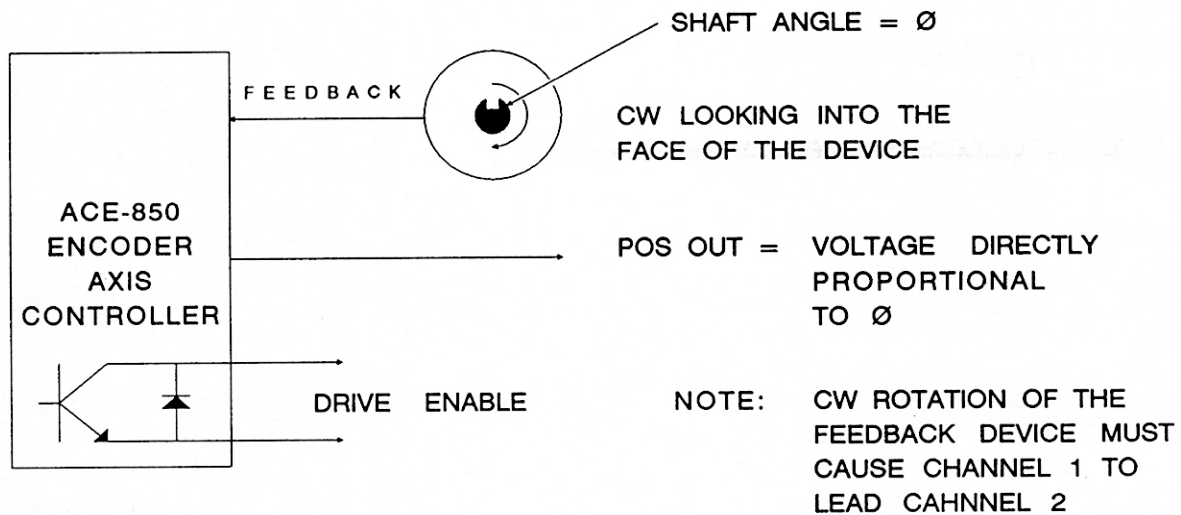 SHAFT ANGLE = Ø
FEEDBACK
CW LOOKING INTO THE
FACE OF THE DEVICE
ACE-850
ENCODER
AXIS
CONTROLLER
POS OUT = VOLTAGE DIRECTLY
PROPORTIONAL
TO Ø
DRIVE ENABLE
NOTE: CW ROTATION OF THE
FEEDBACK DEVICE MUST
CAUSE CHANNEL 1 TO
LEAD CAHNNEL 2